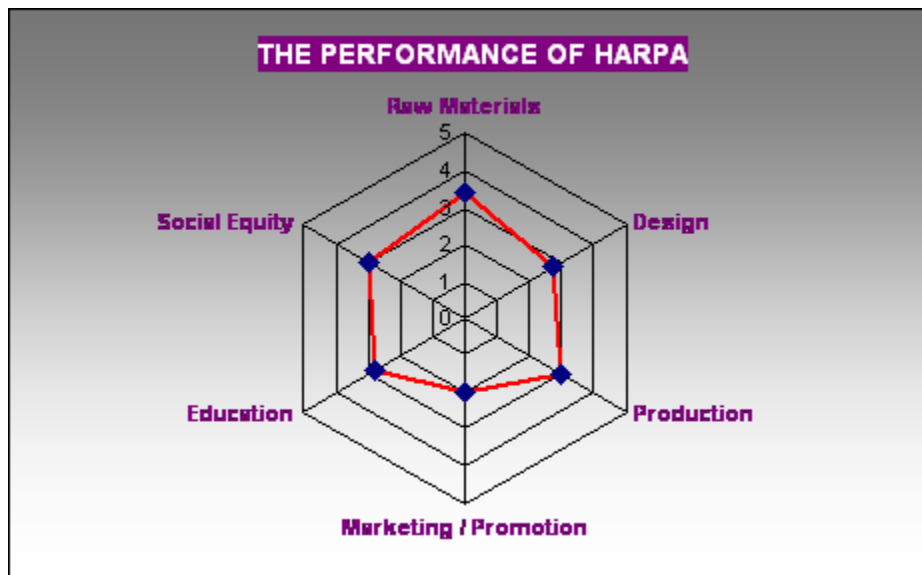 THE PERFORMANCE OF HARPA
Raw Materials
5
4
3
2
1
0
Social Equity
Design
Education
Production
Marketing / Promotion